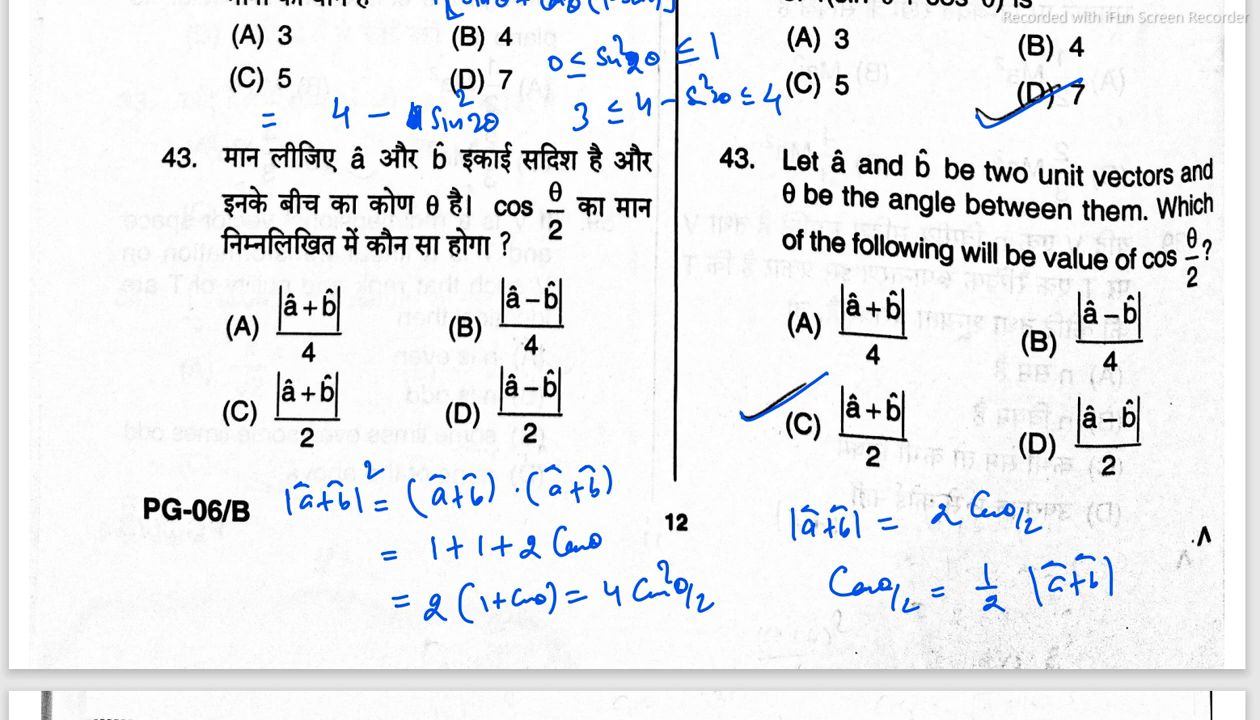 Recorded with iFun Screen Recorder
(A) 3 (B) 4
(C) 5 (D) 7
0 ≤ sin²2θ ≤ 1
= 4 - sin²2θ 3 ≤ 4 - sin²2θ ≤ 4
43. मान लीजिए â और b̂ इकाई सदिश है और
इनके बीच का कोण θ है। cos θ/2 का मान
निम्नलिखित में कौन सा होगा ?
(A) |â + b̂|/4 (B) |â − b̂|/4
(C) |â + b̂|/2 (D) |â − b̂|/2
|â+b̂|² = (â+b̂) · (â+b̂)
= 1+1+2 Cosθ
= 2 (1+Cosθ) = 4 Cos²θ/2
PG-06/B
12
(A) 3 (B) 4
(C) 5 (D) 7
43. Let â and b̂ be two unit vectors and
θ be the angle between them. Which
of the following will be value of cos θ/2?
(A) |â + b̂|/4 (B) |â − b̂|/4
(C) |â + b̂|/2 (D) |â − b̂|/2
|â+b̂| = 2 Cosθ/2
Cosθ/2 = 1/2 |â+b̂|